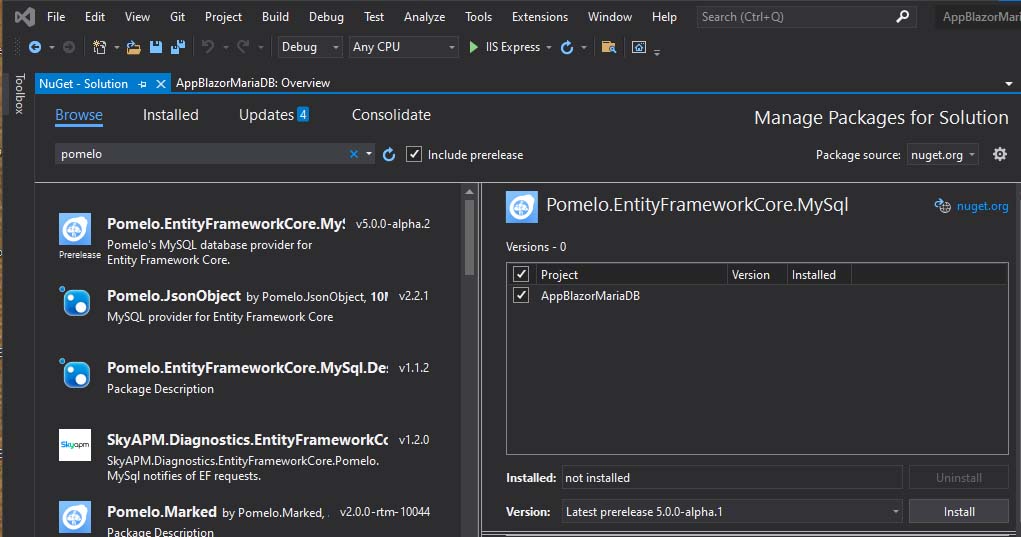 File Edit View Git Project Build Debug Test Analyze Tools Extensions Window Help Search (Ctrl+Q) AppBlazorMariaDB
Debug Any CPU IIS Express
Toolbox
NuGet - Solution AppBlazorMariaDB: Overview
Browse Installed Updates 4 Consolidate Manage Packages for Solution
pomelo Include prerelease Package source: nuget.org
Pomelo.EntityFrameworkCore.MyS v5.0.0-alpha.2
Pomelo's MySQL database provider for
Prerelease
Entity Framework Core.
Pomelo.JsonObject by Pomelo.JsonObject, 10M v2.2.1
MySQL provider for Entity Framework Core
Pomelo.EntityFrameworkCore.MySql.Des v1.1.2
Package Description
Skyapm
SkyAPM.Diagnostics.EntityFrameworkCo v1.2.0
SkyAPM.Diagnostics.EntityFrameworkCore.Pomelo.
MySql notifies of EF requests.
Pomelo.Marked by Pomelo.Marked, v2.0.0-rtm-10044
Package Description
Pomelo.EntityFrameworkCore.MySql nuget.org
Versions - 0
Project Version Installed
AppBlazorMariaDB
Installed: not installed Uninstall
Version: Latest prerelease 5.0.0-alpha.1 Install